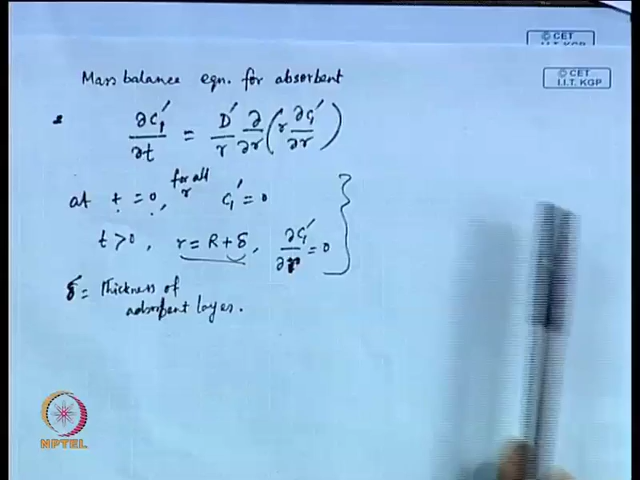 © CET
I.I.T. KGP
© CET
I.I.T. KGP
Mass balance eqn. for absorbent
∂C₁'/∂t = D'/r ∂/∂r (r ∂C₁'/∂r)
at t = 0, for all r C₁' = 0
t > 0, r = R + δ, ∂C₁'/∂r = 0
δ = Thickness of
adsorbent layer.
NPTEL